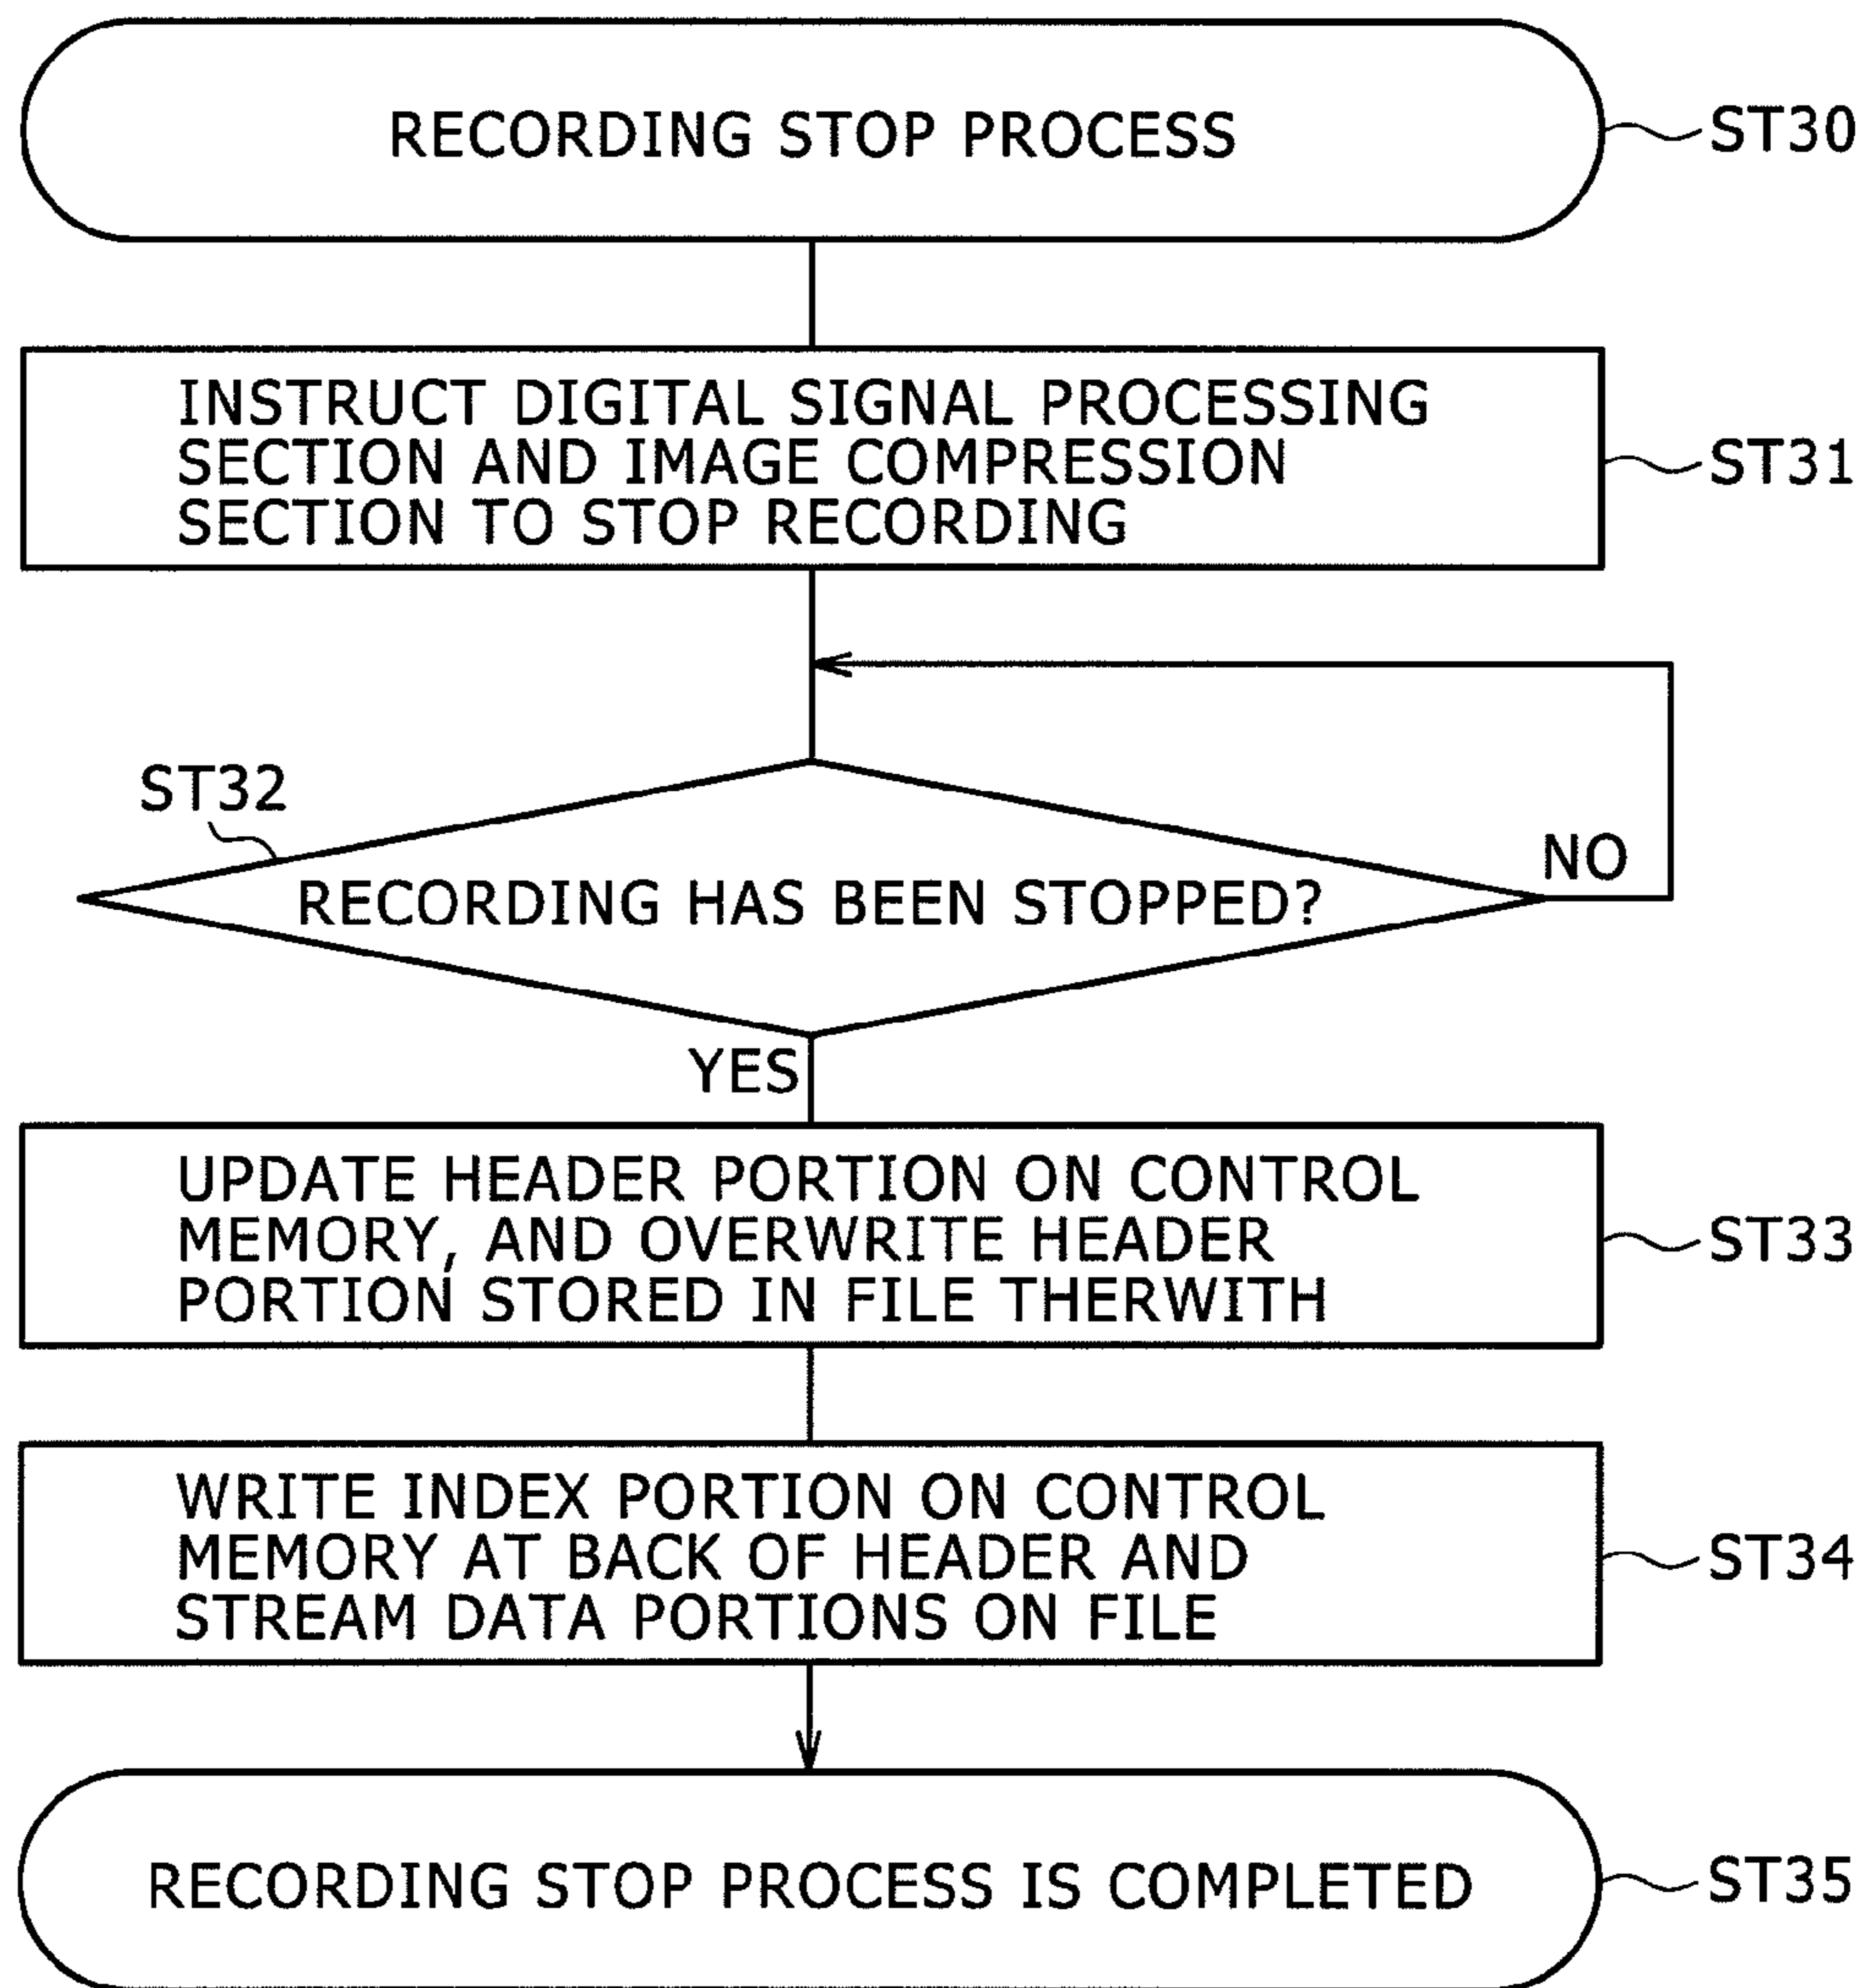 RECORDING STOP PROCESS
ST30
INSTRUCT DIGITAL SIGNAL PROCESSING
SECTION AND IMAGE COMPRESSION
SECTION TO STOP RECORDING
ST31
ST32
RECORDING HAS BEEN STOPPED?
NO
YES
UPDATE HEADER PORTION ON CONTROL
MEMORY, AND OVERWRITE HEADER
PORTION STORED IN FILE THERWITH
ST33
WRITE INDEX PORTION ON CONTROL
MEMORY AT BACK OF HEADER AND
STREAM DATA PORTIONS ON FILE
ST34
RECORDING STOP PROCESS IS COMPLETED
ST35